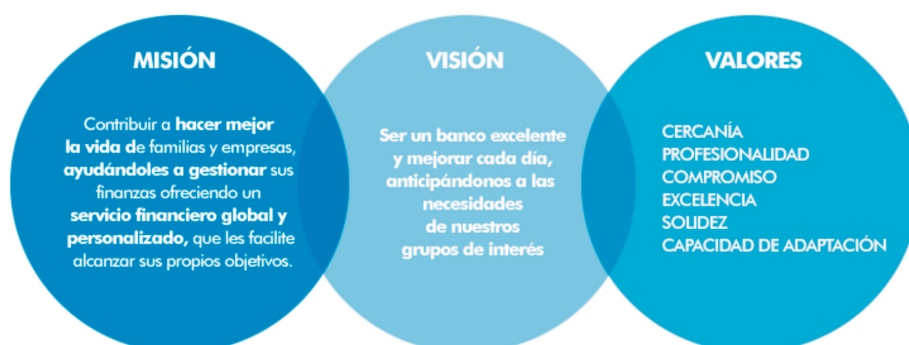 MISIÓN
Contribuir a hacer mejor
la vida de familias y empresas,
ayudándoles a gestionar sus
finanzas ofreciendo un
servicio financiero global y
personalizado, que les facilite
alcanzar sus propios objetivos.
VISIÓN
Ser un banco excelente
y mejorar cada día,
anticipándonos a las
necesidades
de nuestros
grupos de interés
VALORES
CERCANÍA
PROFESIONALIDAD
COMPROMISO
EXCELENCIA
SOLIDEZ
CAPACIDAD DE ADAPTACIÓN